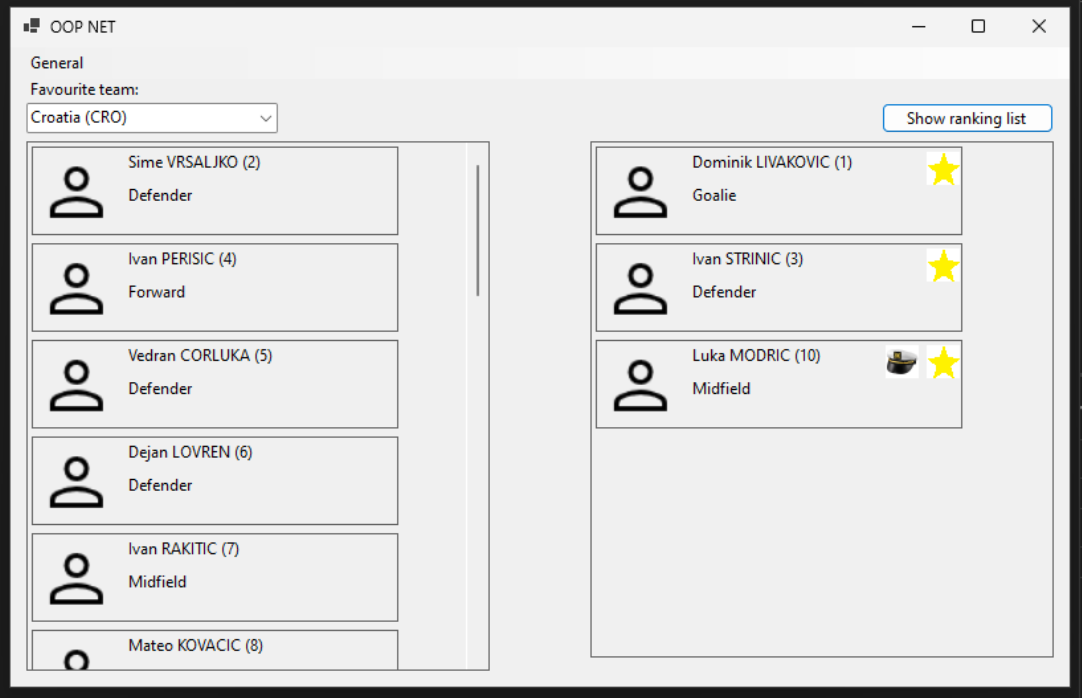 OOP NET
General
Favourite team:
Croatia (CRO)
Show ranking list
Sime VRSALJKO (2)
Defender
Ivan PERISIC (4)
Forward
Vedran CORLUKA (5)
Defender
Dejan LOVREN (6)
Defender
Ivan RAKITIC (7)
Midfield
Mateo KOVACIC (8)
Dominik LIVAKOVIC (1)
Goalie
Ivan STRINIC (3)
Defender
Luka MODRIC (10)
Midfield